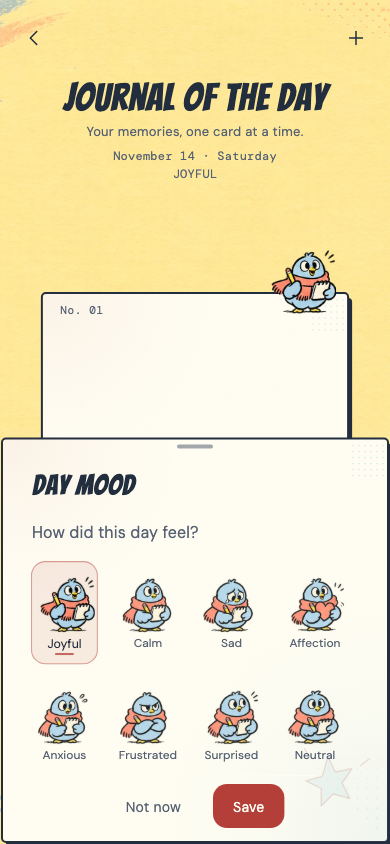 JOURNAL OF THE DAY
Your memories, one card at a time.
November 14 · Saturday
JOYFUL
No. 01
DAY MOOD
How did this day feel?
Joyful Calm Sad Affection
Anxious Frustrated Surprised Neutral
Not now Save